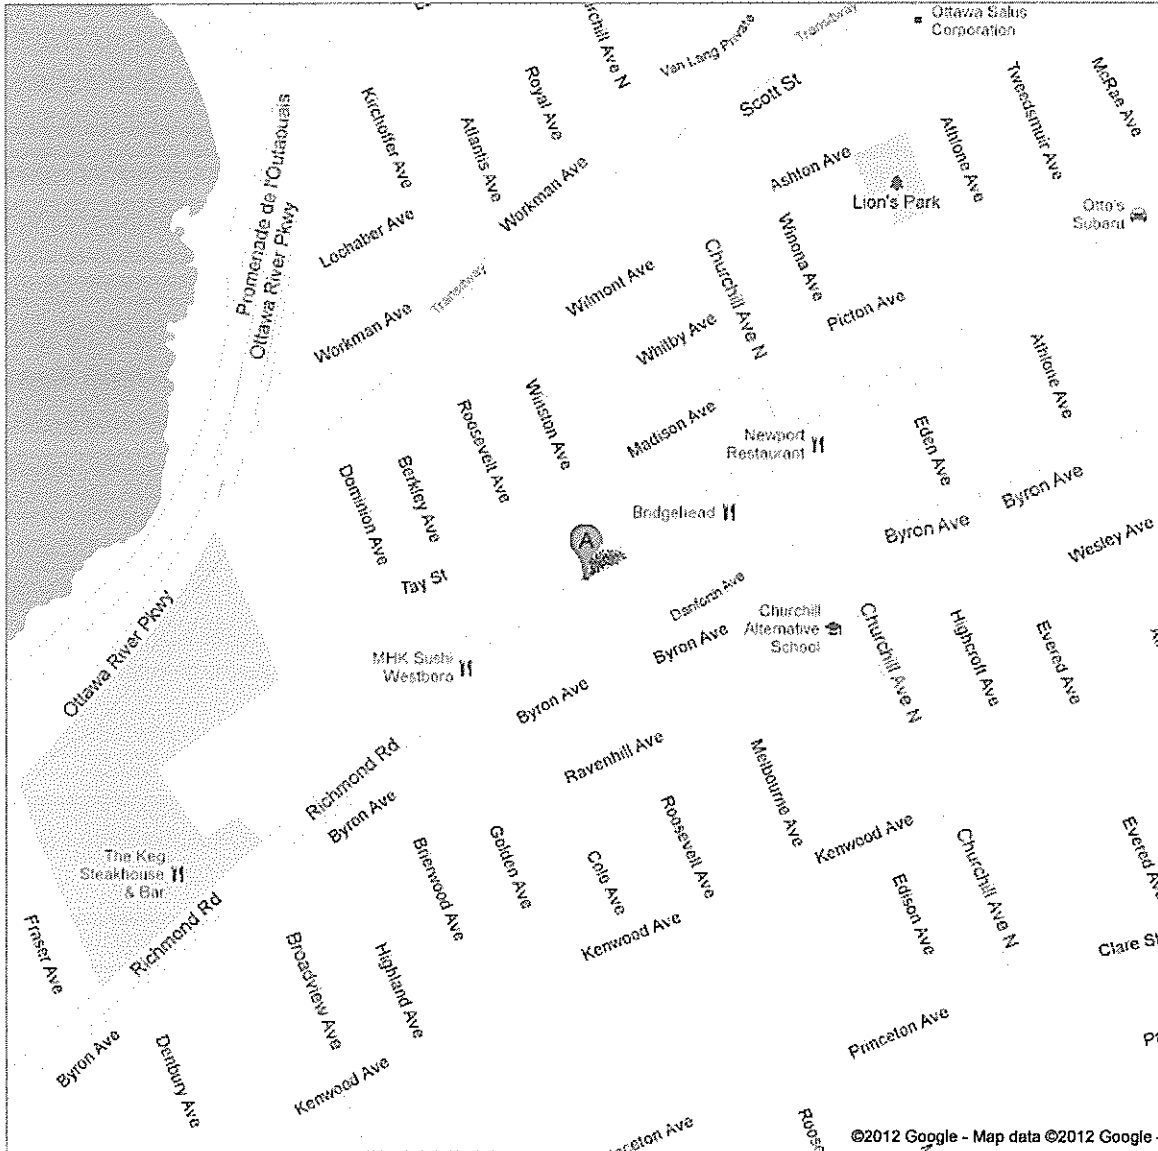 Ottawa Salus
Corporation
Churchill Ave N
Van Lang Private
Transitway
Scott St
McRae Ave
Tweedsmuir Ave
Royal Ave
Kirchoffer Ave
Atlantis Ave
Athlone Ave
Ashton Ave
Lion's Park
Workman Ave
Otto's
Subaru
Promenade de l'Outaouais
Ottawa River Pkwy
Lochaber Ave
Winona Ave
Churchill Ave N
Transitway
Wilmont Ave
Picton Ave
Workman Ave
Whitby Ave
Athlone Ave
Winston Ave
Roosevelt Ave
Madison Ave
Newport
Restaurant
Eden Ave
Berkley Ave
Dominion Ave
Byron Ave
Bridgehead
Byron Ave
Wesley Ave
A
Tay St
Danforth Ave
Churchill
Alternative
School
Churchill Ave N
Highcroft Ave
Evered Ave
Ottawa River Pkwy
Byron Ave
MHK Sushi
Westboro
Byron Ave
Ravenhill Ave
Melbourne Ave
Richmond Rd
Byron Ave
Roosevelt Ave
Kenwood Ave
Evered Ave
Golden Ave
Brierwood Ave
Cole Ave
Churchill Ave N
The Keg
Steakhouse
& Bar
Edison Ave
Richmond Rd
Fraser Ave
Kenwood Ave
Clare St
Broadview Ave
Highland Ave
Princeton Ave
Byron Ave
Denbury Ave
Kenwood Ave
P
nceton Ave
Roose
©2012 Google - Map data ©2012 Google -